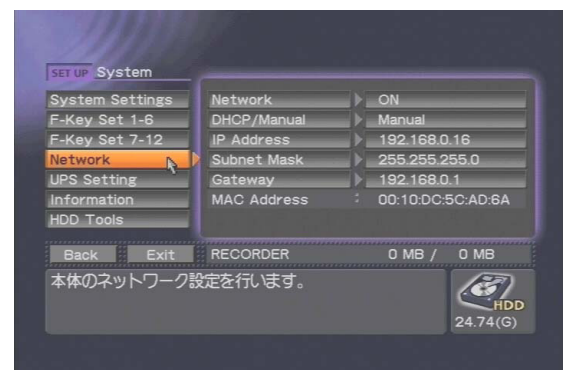 SET UP System
System Settings
F-Key Set 1-6
F-Key Set 7-12
Network
UPS Setting
Information
HDD Tools
Network ON
DHCP/Manual Manual
IP Address 192.168.0.16
Subnet Mask 255.255.255.0
Gateway 192.168.0.1
MAC Address : 00:10:DC:5C:AD:6A
Back Exit RECORDER 0 MB / 0 MB
本体のネットワーク設定を行います。
HDD
24.74(G)